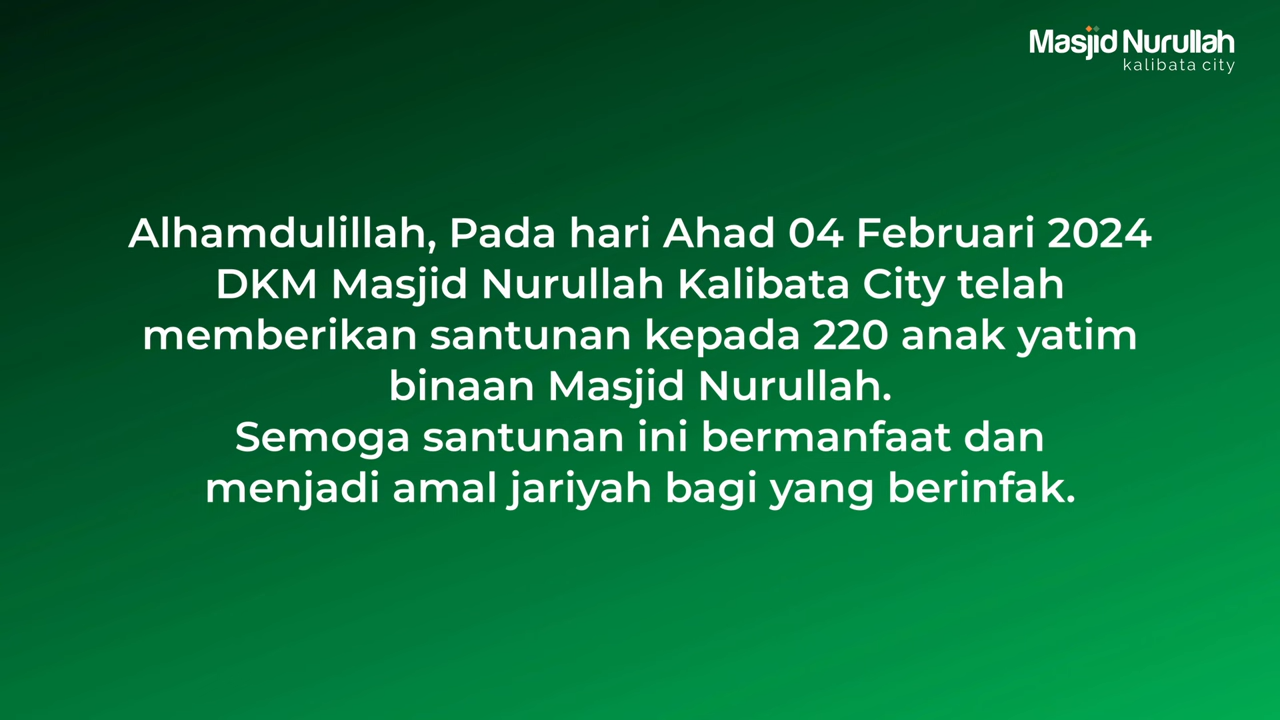 Masjid Nurullah
kalibata city
Alhamdulillah, Pada hari Ahad 04 Februari 2024
DKM Masjid Nurullah Kalibata City telah
memberikan santunan kepada 220 anak yatim
binaan Masjid Nurullah.
Semoga santunan ini bermanfaat dan
menjadi amal jariyah bagi yang berinfak.